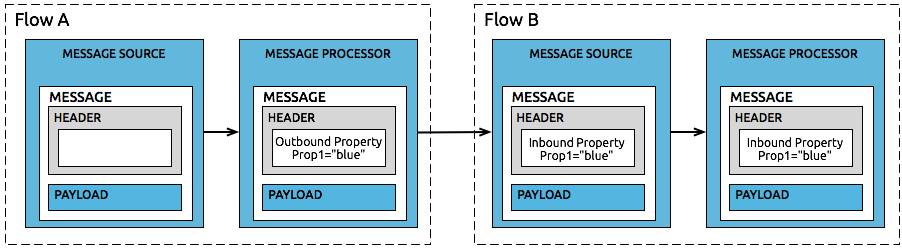 Flow A
MESSAGE SOURCE
MESSAGE
HEADER
PAYLOAD
MESSAGE PROCESSOR
MESSAGE
HEADER
Outbound Property
Prop1="blue"
PAYLOAD
Flow B
MESSAGE SOURCE
MESSAGE
HEADER
Inbound Property
Prop1="blue"
PAYLOAD
MESSAGE PROCESSOR
MESSAGE
HEADER
Inbound Property
Prop1="blue"
PAYLOAD